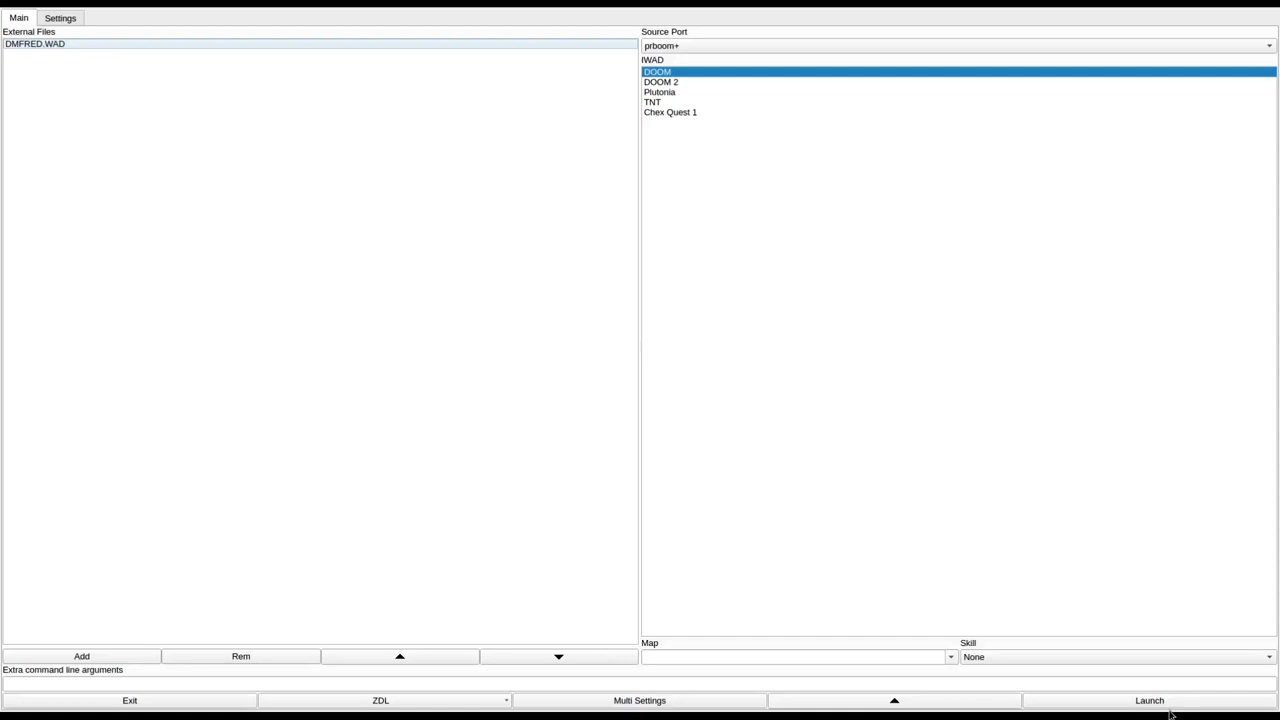 Main Settings
External Files
DMFRED.WAD
Source Port
prboom+
IWAD
DOOM
DOOM 2
Plutonia
TNT
Chex Quest 1
Map Skill
None
Add Rem
Extra command line arguments
Exit ZDL Multi Settings Launch